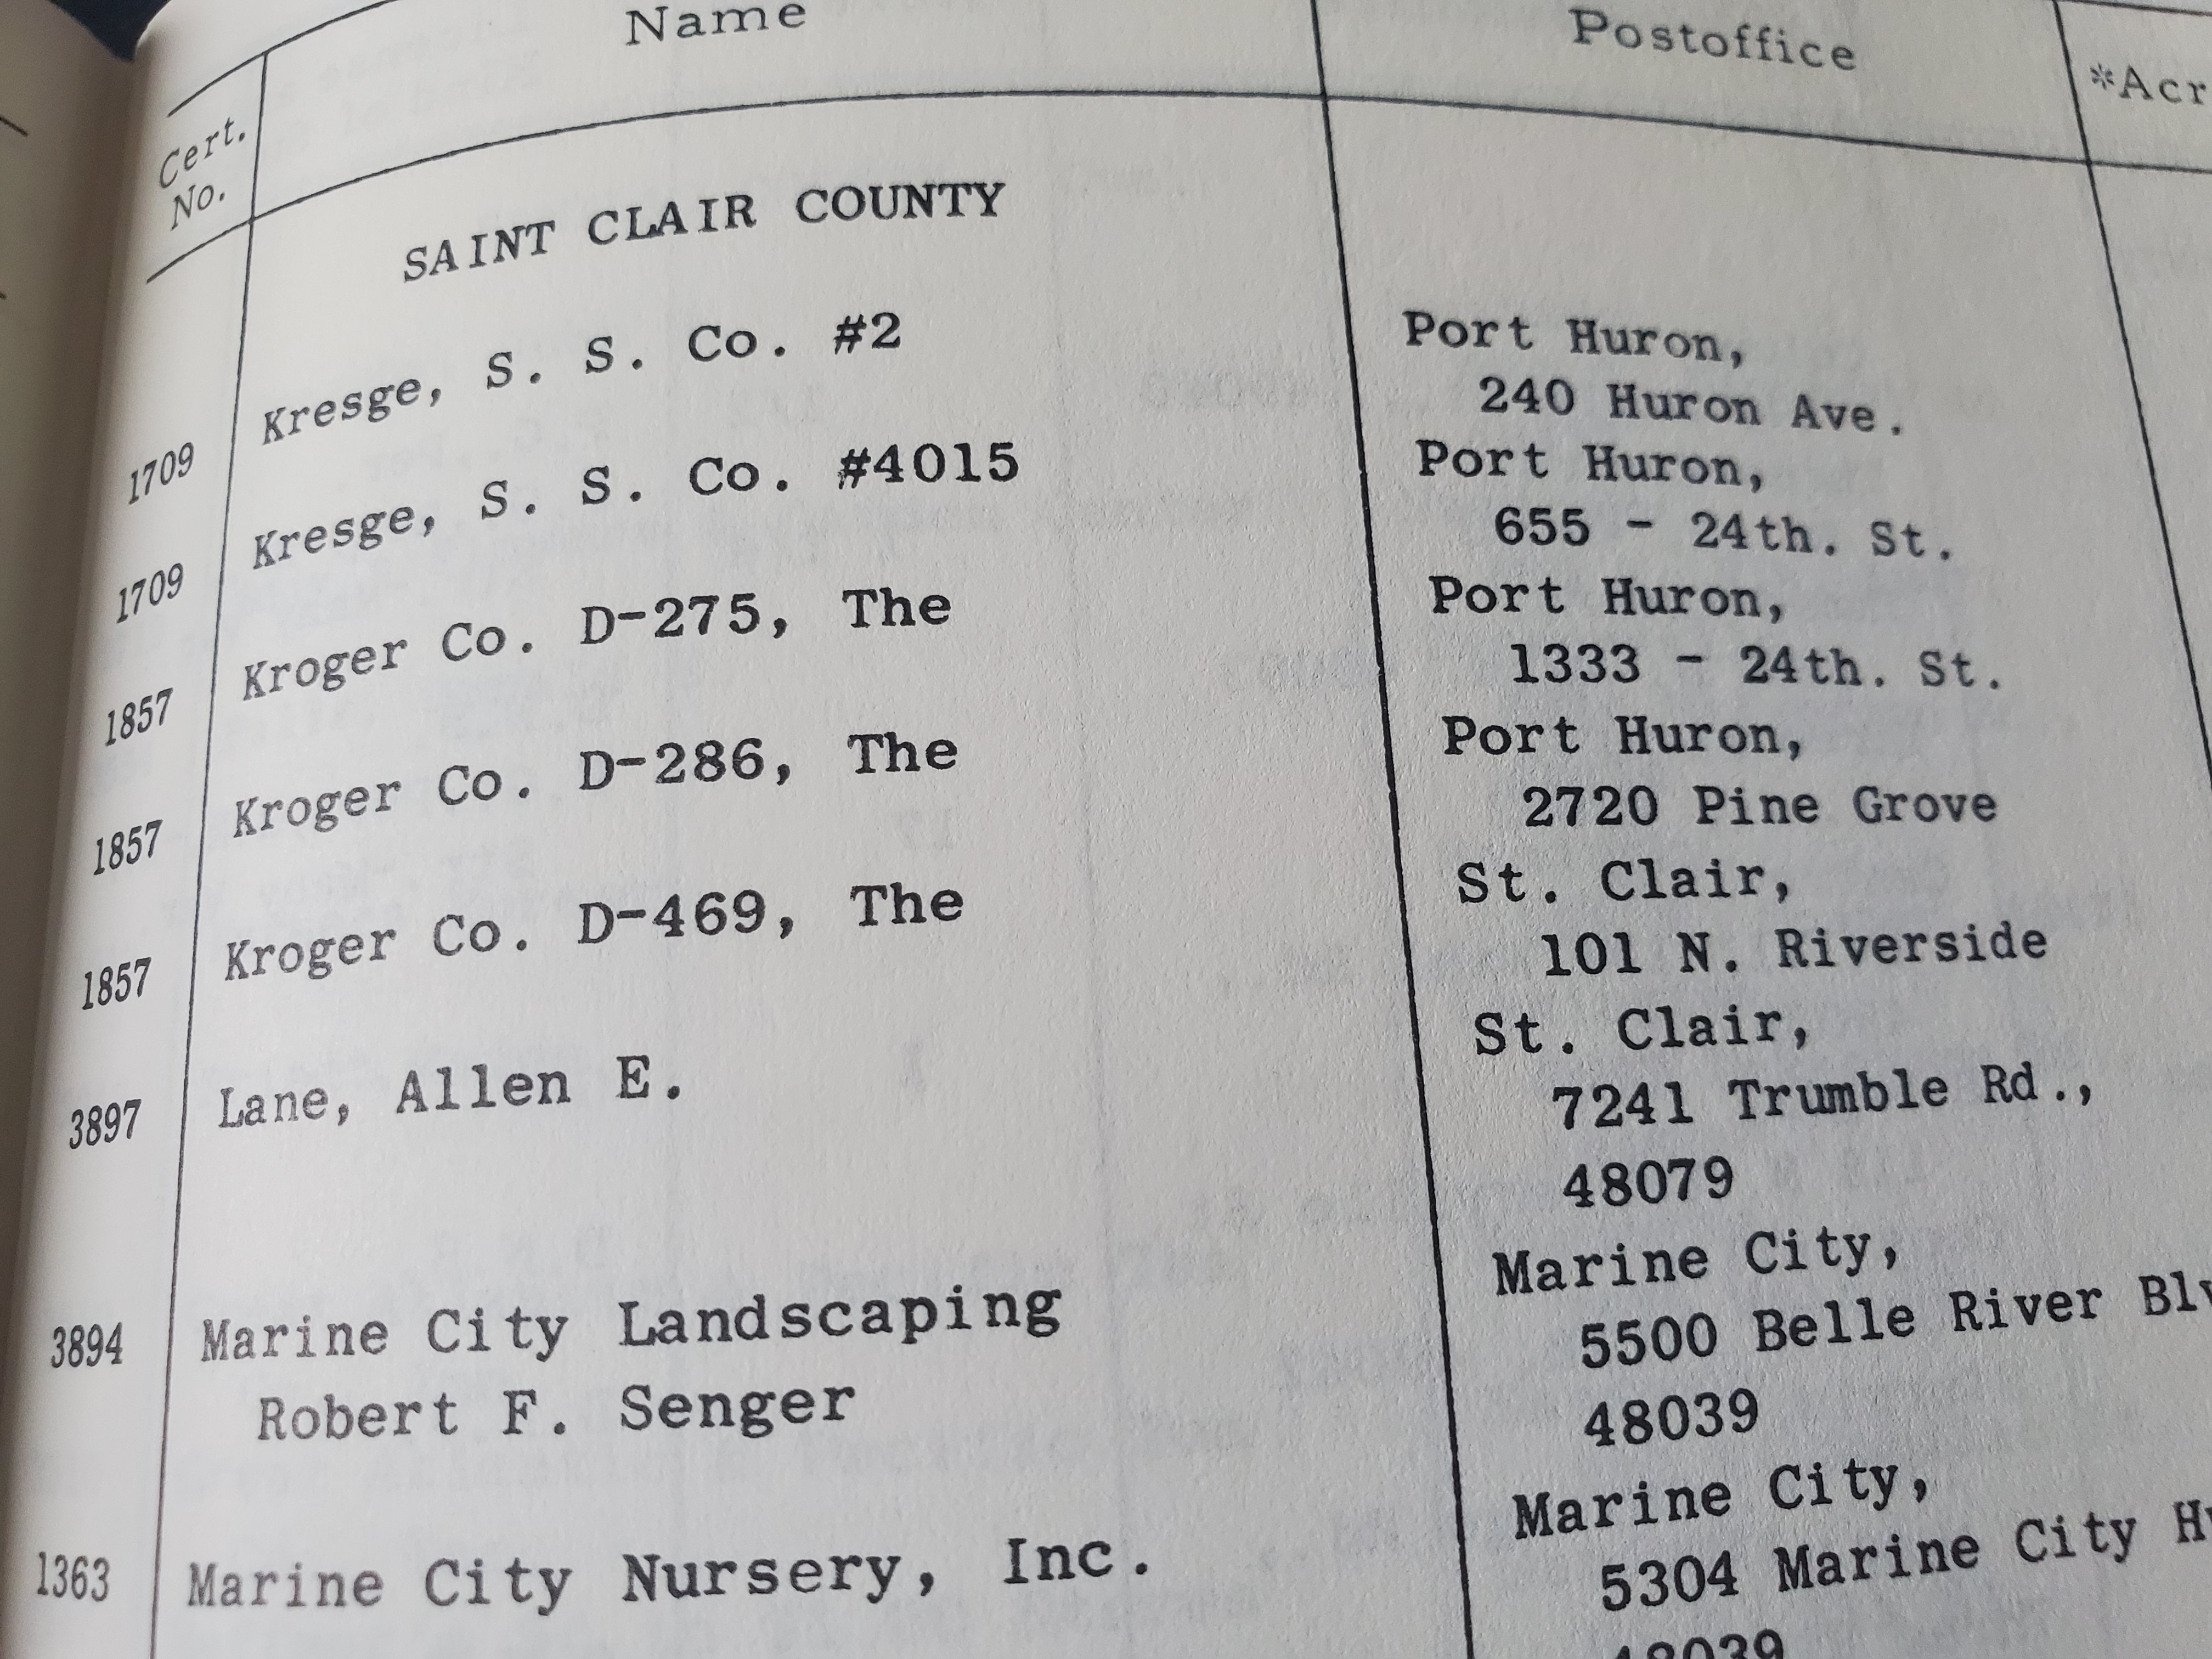 Name Postoffice
Cert. No.
SAINT CLAIR COUNTY
1709 Kresge, S. S. Co. #2 Port Huron,
240 Huron Ave.
1709 Kresge, S. S. Co. #4015 Port Huron,
655 - 24th. St.
1857 Kroger Co. D-275, The Port Huron,
1333 - 24th. St.
1857 Kroger Co. D-286, The Port Huron,
2720 Pine Grove
1857 Kroger Co. D-469, The St. Clair,
101 N. Riverside
3897 Lane, Allen E. St. Clair,
7241 Trumble Rd.,
48079
3894 Marine City Landscaping Marine City,
Robert F. Senger 5500 Belle River
48039
1363 Marine City Nursery, Inc. Marine City,
5304 Marine City
48039